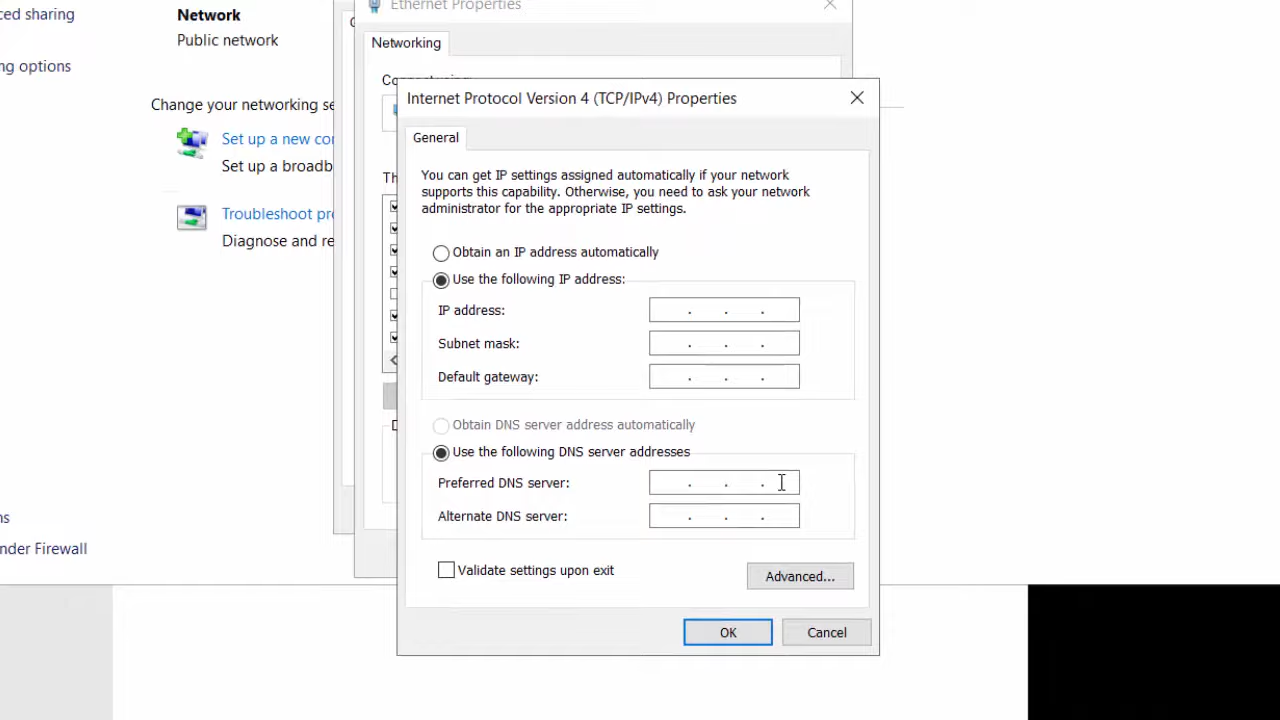 Ethernet Properties
ced sharing
Network
Public network
ng options
Networking
Change your networking se
Internet Protocol Version 4 (TCP/IPv4) Properties
Set up a new cor
Set up a broadb
General
You can get IP settings assigned automatically if your network
supports this capability. Otherwise, you need to ask your network
administrator for the appropriate IP settings.
Troubleshoot pro
Diagnose and re
Obtain an IP address automatically
Use the following IP address:
IP address:
Subnet mask:
Default gateway:
Obtain DNS server address automatically
Use the following DNS server addresses
Preferred DNS server:
Alternate DNS server:
ns
nder Firewall
Validate settings upon exit
Advanced...
OK
Cancel